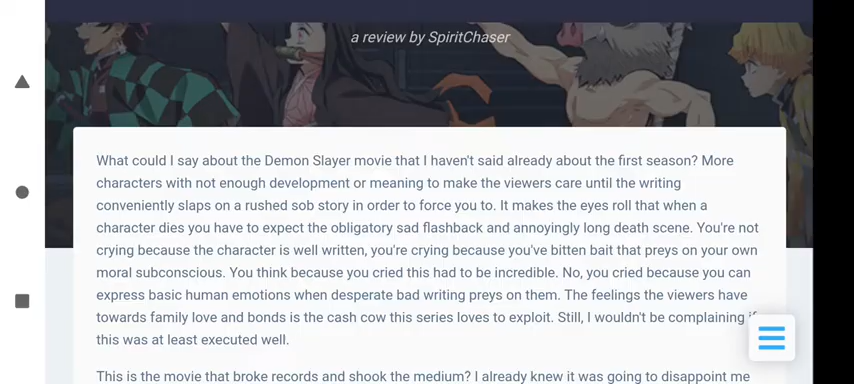 a review by SpiritChaser
What could I say about the Demon Slayer movie that I haven't said already about the first season? More
characters with not enough development or meaning to make the viewers care until the writing
conveniently slaps on a rushed sob story in order to force you to. It makes the eyes roll that when a
character dies you have to expect the obligatory sad flashback and annoyingly long death scene. You're not
crying because the character is well written, you're crying because you've bitten bait that preys on your own
moral subconscious. You think because you cried this had to be incredible. No, you cried because you can
express basic human emotions when desperate bad writing preys on them. The feelings the viewers have
towards family love and bonds is the cash cow this series loves to exploit. Still, I wouldn't be complaining if
this was at least executed well.
This is the movie that broke records and shook the medium? I already knew it was going to disappoint me